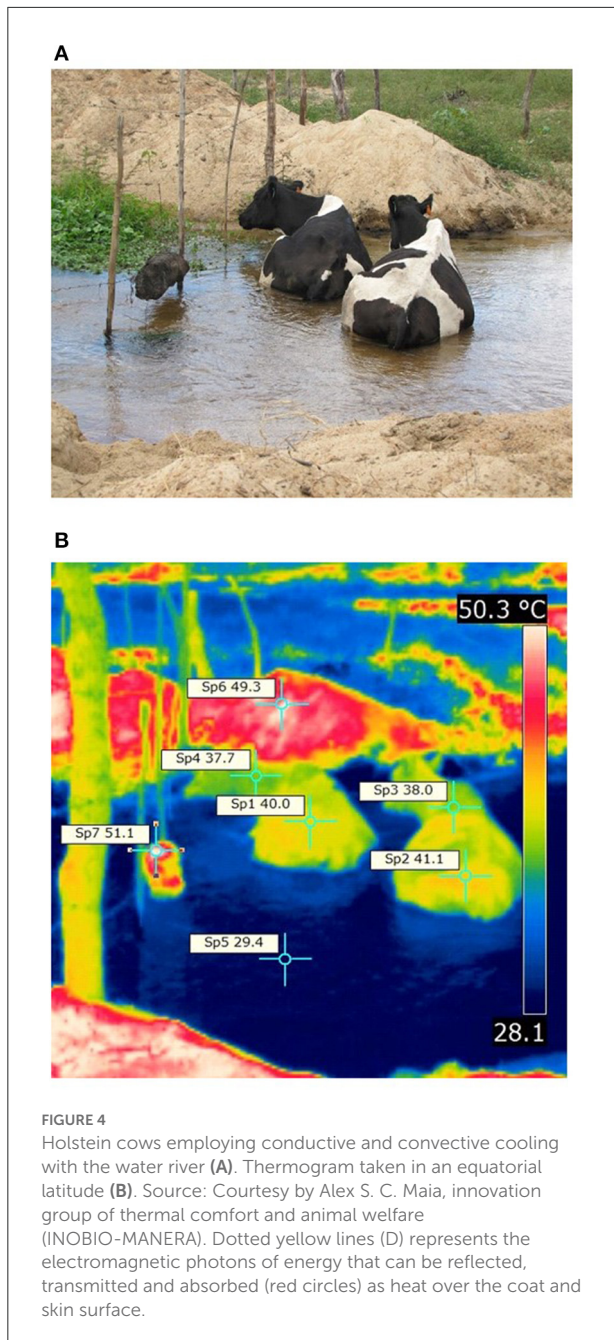 A
B
50.3 °C
Sp6 49.3
Sp4 37.7
Sp1 40.0
Sp3 38.0
Sp7 51.1
Sp2 41.1
Sp5 29.4
28.1
FIGURE 4
Holstein cows employing conductive and convective cooling
with the water river (A). Thermogram taken in an equatorial
latitude (B). Source: Courtesy by Alex S. C. Maia, innovation
group of thermal comfort and animal welfare
(INOBIO-MANERA). Dotted yellow lines (D) represents the
electromagnetic photons of energy that can be reflected,
transmitted and absorbed (red circles) as heat over the coat and
skin surface.